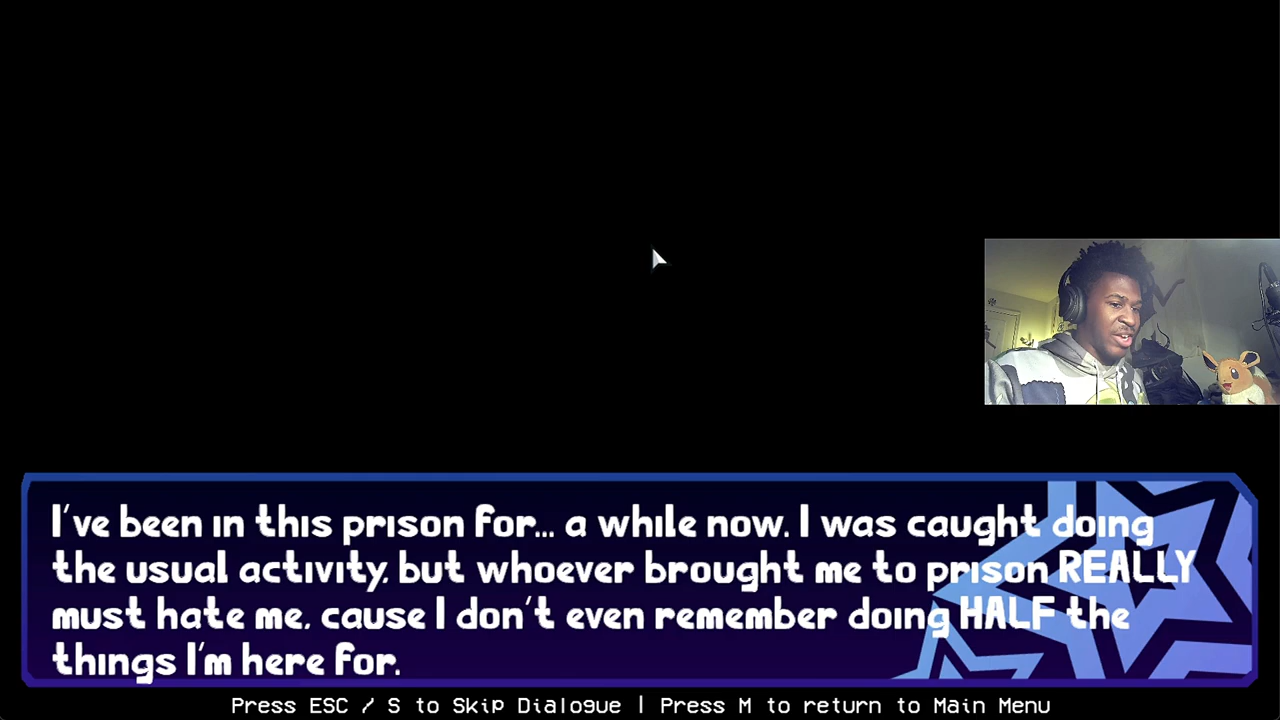 I've been in this prison for... a while now. I was caught doing
the usual activity, but whoever brought me to prison REALLY
must hate me, cause I don't even remember doing HALF the
things I'm here for.
Press ESC / S to Skip Dialogue | Press M to return to Main Menu